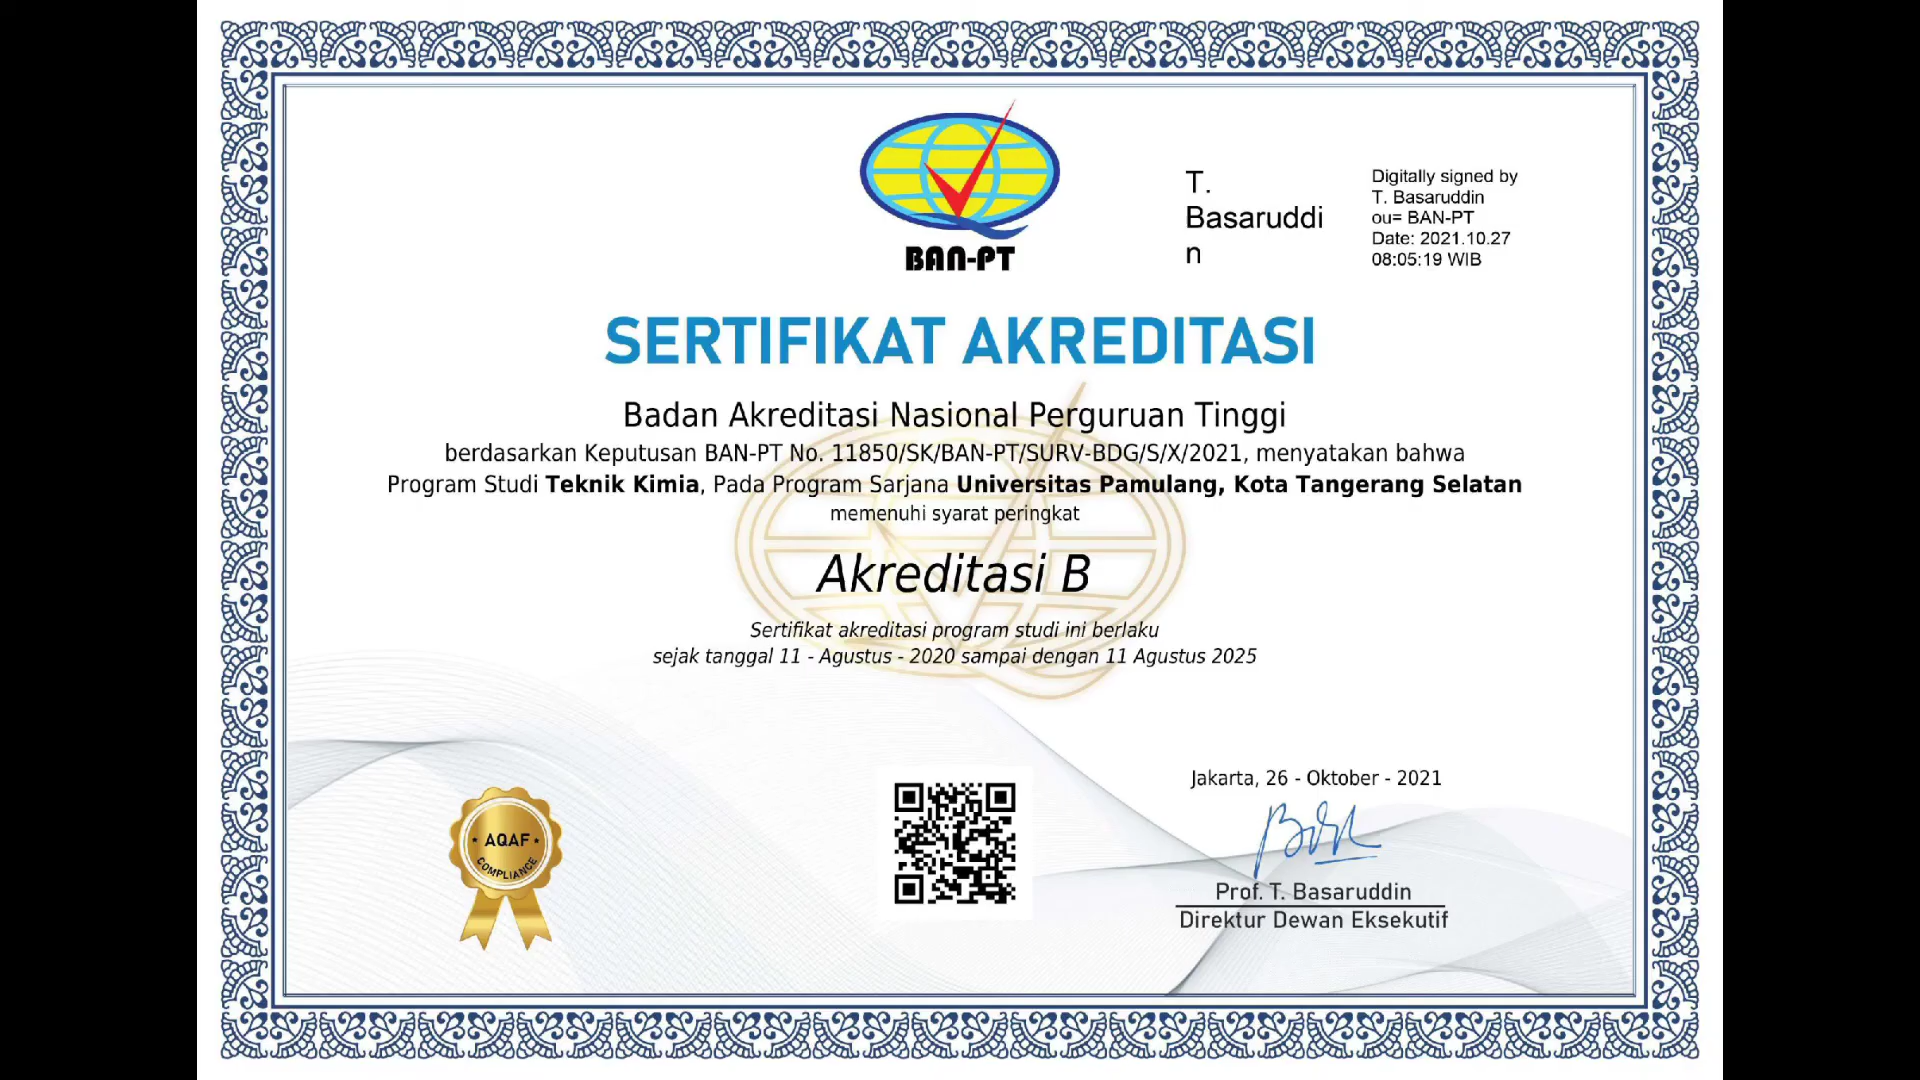 BAN-PT
T.
Basaruddi
n
Digitally signed by
T. Basaruddin
ou= BAN-PT
Date: 2021.10.27
08:05:19 WIB
SERTIFIKAT AKREDITASI
Badan Akreditasi Nasional Perguruan Tinggi
berdasarkan Keputusan BAN-PT No. 11850/SK/BAN-PT/SURV-BDG/S/X/2021, menyatakan bahwa
Program Studi Teknik Kimia, Pada Program Sarjana Universitas Pamulang, Kota Tangerang Selatan
memenuhi syarat peringkat
Akreditasi B
Sertifikat akreditasi program studi ini berlaku
sejak tanggal 11 - Agustus - 2020 sampai dengan 11 Agustus 2025
Jakarta, 26 - Oktober - 2021
AQAF
COMPLIANCE
Prof. T. Basaruddin
Direktur Dewan Eksekutif